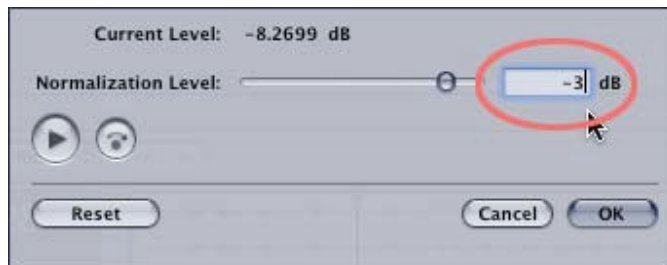 Current Level: -8.2699 dB
Normalization Level: -3 dB
Reset Cancel OK